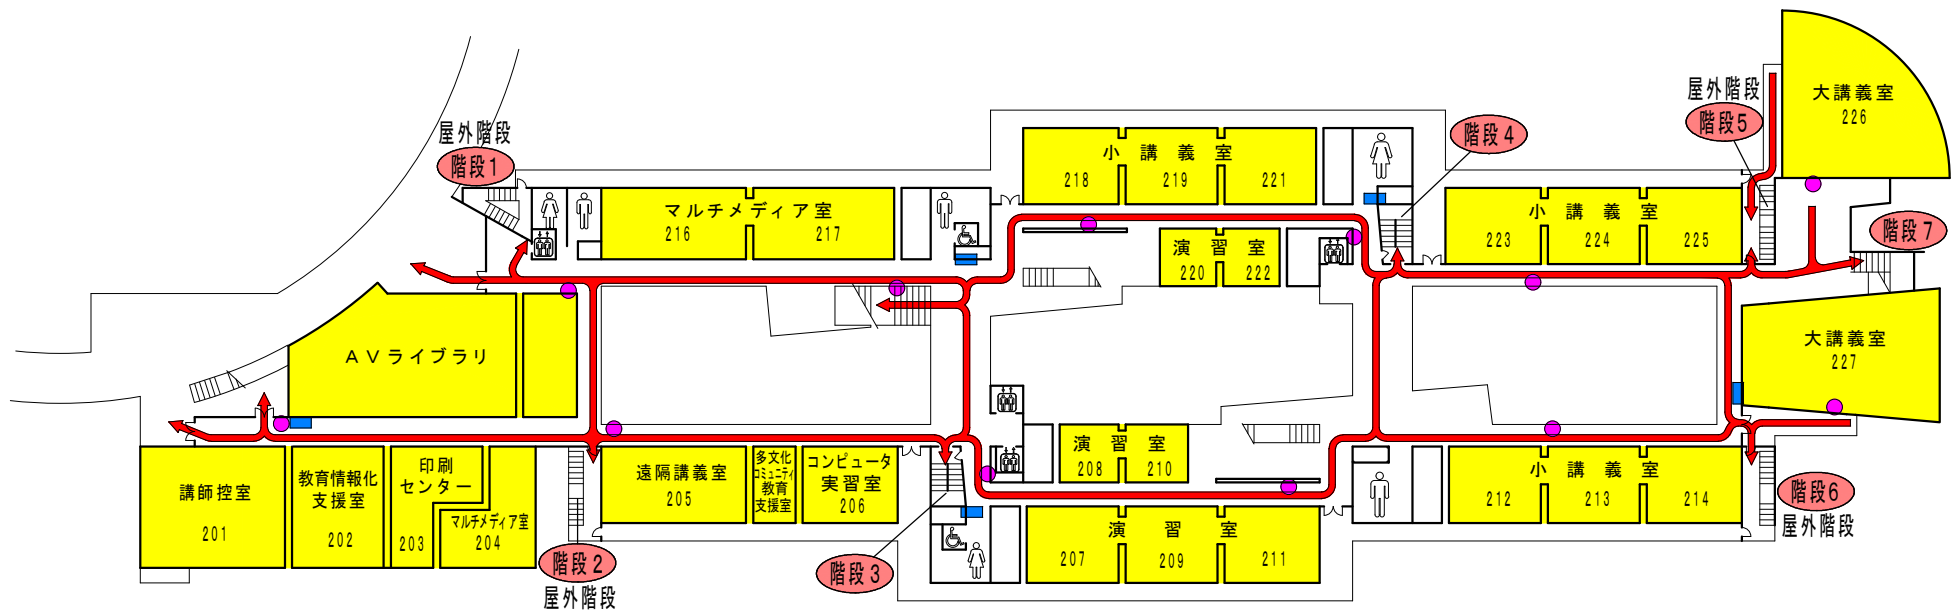 屋外階段
階段1
マルチメディア室
216
217
小講義室
218
219
221
階段4
屋外階段
階段5
大講義室
226
演習室
220
222
小講義室
223
224
225
階段7
AVライブラリ
大講義室
227
講師控室
201
教育情報化
支援室
202
印刷
センター
203
マルチメディア室
204
階段2
屋外階段
遠隔講義室
205
多文化
コミュニティ
教育
支援室
コンピュータ
実習室
206
階段3
演習室
208
210
演習室
207
209
211
小講義室
212
213
214
階段6
屋外階段